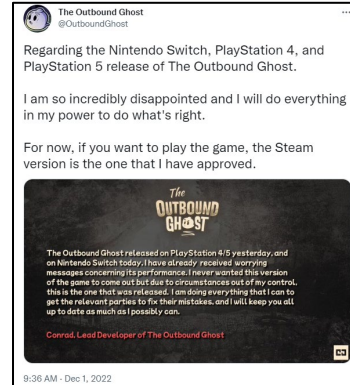 The Outbound Ghost
@OutboundGhost
...
Regarding the Nintendo Switch, PlayStation 4, and
PlayStation 5 release of The Outbound Ghost.
I am so incredibly disappointed and I will do everything
in my power to do what's right.
For now, if you want to play the game, the Steam
version is the one that I have approved.
The
OUTBOUND
GHOST
The Outbound Ghost released on PlayStation 4/5 yesterday, and
on Nintendo Switch today. I have already received worrying
messages concerning its performance. I never wanted this version
of the game to come out but due to circumstances out of my control,
this is the one that was released. I am doing everything that I can to
get the relevant parties to fix their mistakes, and I will keep you all
up to date as much as I possibly can.
Conrad, Lead Developer of The Outbound Ghost
9:36 AM · Dec 1, 2022